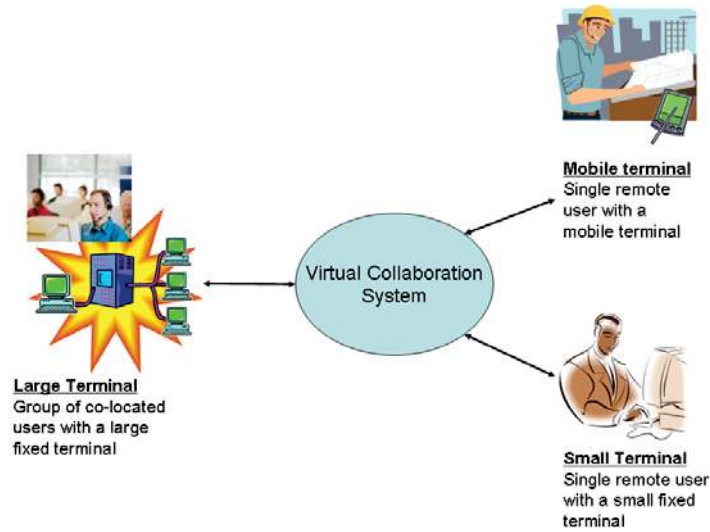 Mobile terminal
Single remote
user with a
mobile terminal
Virtual Collaboration
System
Large Terminal
Group of co-located
users with a large
fixed terminal
Small Terminal
Single remote user
with a small fixed
terminal